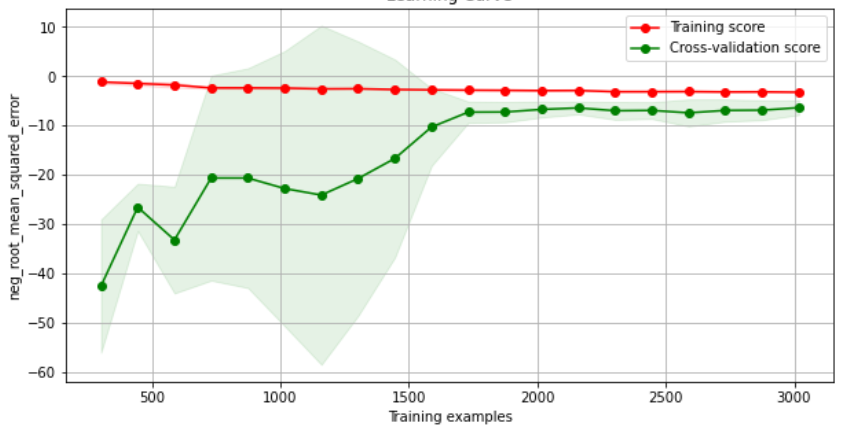 Learning Curve
10
0
−10
−20
−30
−40
−50
−60
neg_root_mean_squared_error
Training score
Cross-validation score
500
1000
1500
2000
2500
3000
Training examples